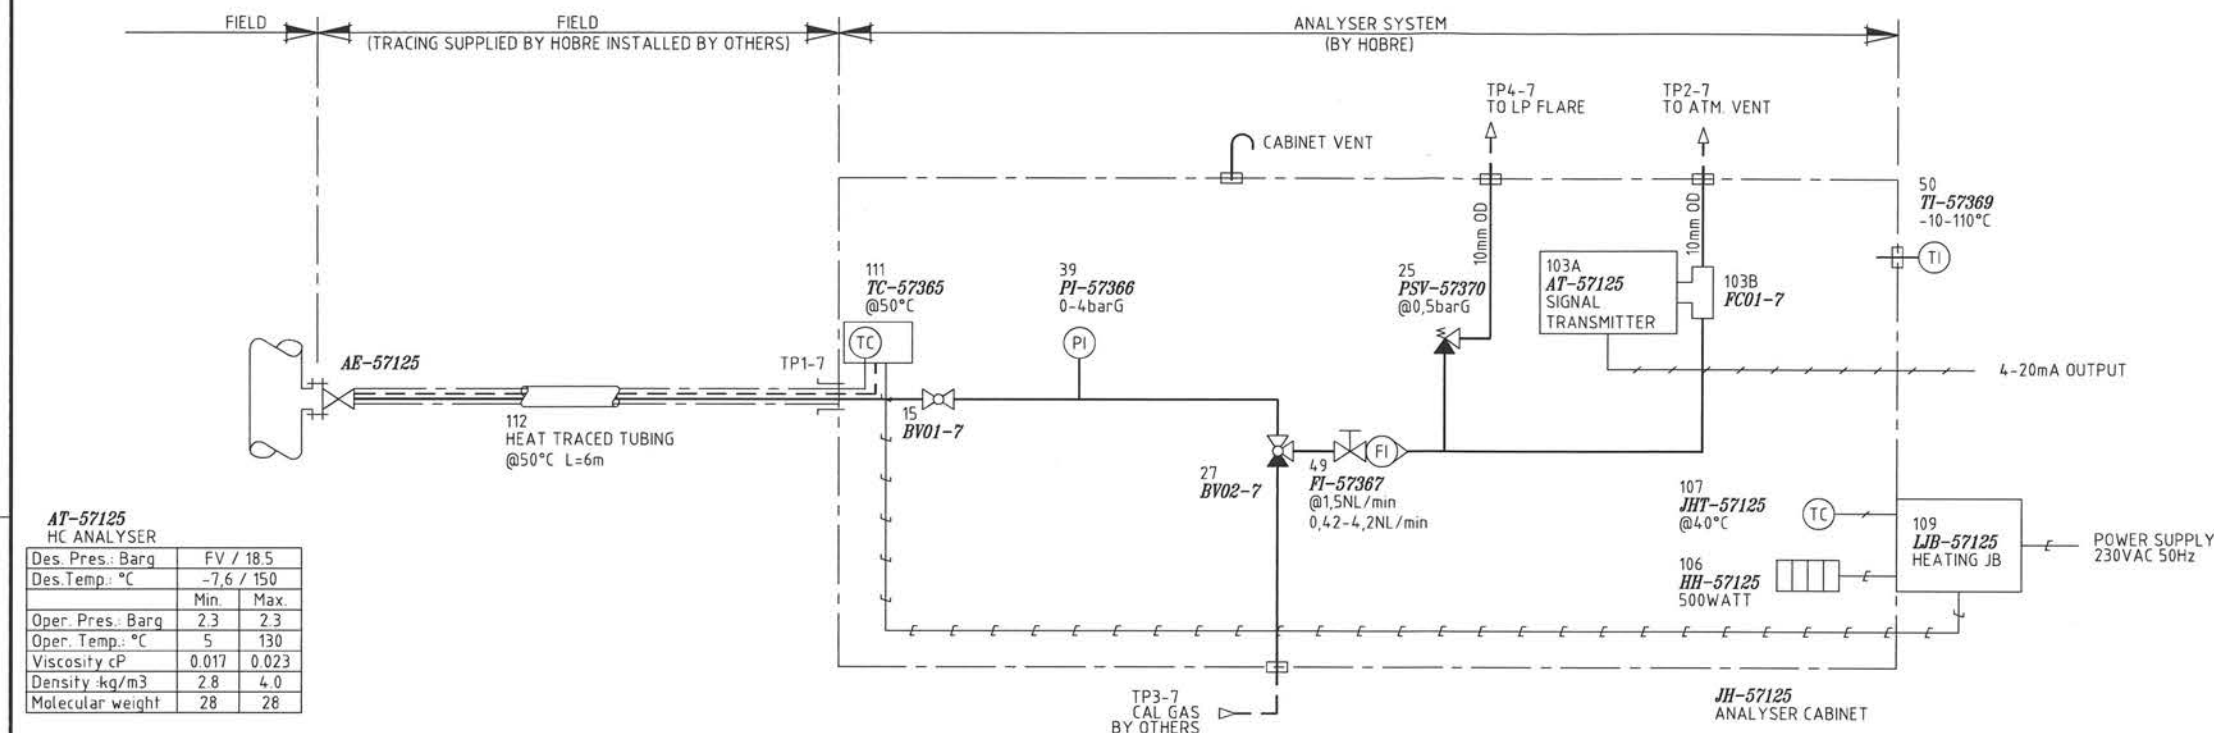 FIELD
FIELD
(TRACING SUPPLIED BY HOBRE INSTALLED BY OTHERS)
ANALYSER SYSTEM
(BY HOBRE)
TP4-7
TO LP FLARE
TP2-7
TO ATM. VENT
CABINET VENT
50
TI-57369
-10-110°C
TI
10mm OD
10mm OD
111
TC-57365
@50°C
TC
39
PI-57366
0-4barG
PI
25
PSV-57370
@0,5barG
103A
AT-57125
SIGNAL
TRANSMITTER
103B
FC01-7
4-20mA OUTPUT
AE-57125
TP1-7
112
HEAT TRACED TUBING
@50°C L=6m
15
BV01-7
27
BV02-7
FI
49
FI-57367
@1,5NL/min
0,42-4,2NL/min
107
JHT-57125
@40°C
TC
109
LJB-57125
HEATING JB
POWER SUPPLY
230VAC 50Hz
106
HH-57125
500WATT
AT-57125
HC ANALYSER
Des. Pres.: Barg FV / 18.5
Des.Temp.: °C -7,6 / 150
Min. Max.
Oper. Pres.: Barg 2.3 2.3
Oper. Temp.: °C 5 130
Viscosity cP 0.017 0.023
Density :kg/m3 2.8 4.0
Molecular weight 28 28
TP3-7
CAL GAS
BY OTHERS
JH-57125
ANALYSER CABINET